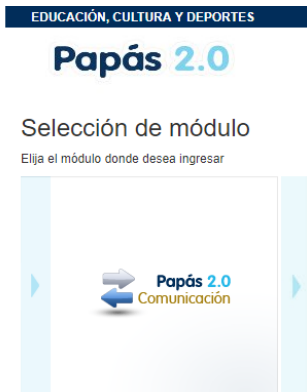 EDUCACIÓN, CULTURA Y DEPORTES
Papás 2.0
Selección de módulo
Elija el módulo donde desea ingresar
Papás 2.0
Comunicación